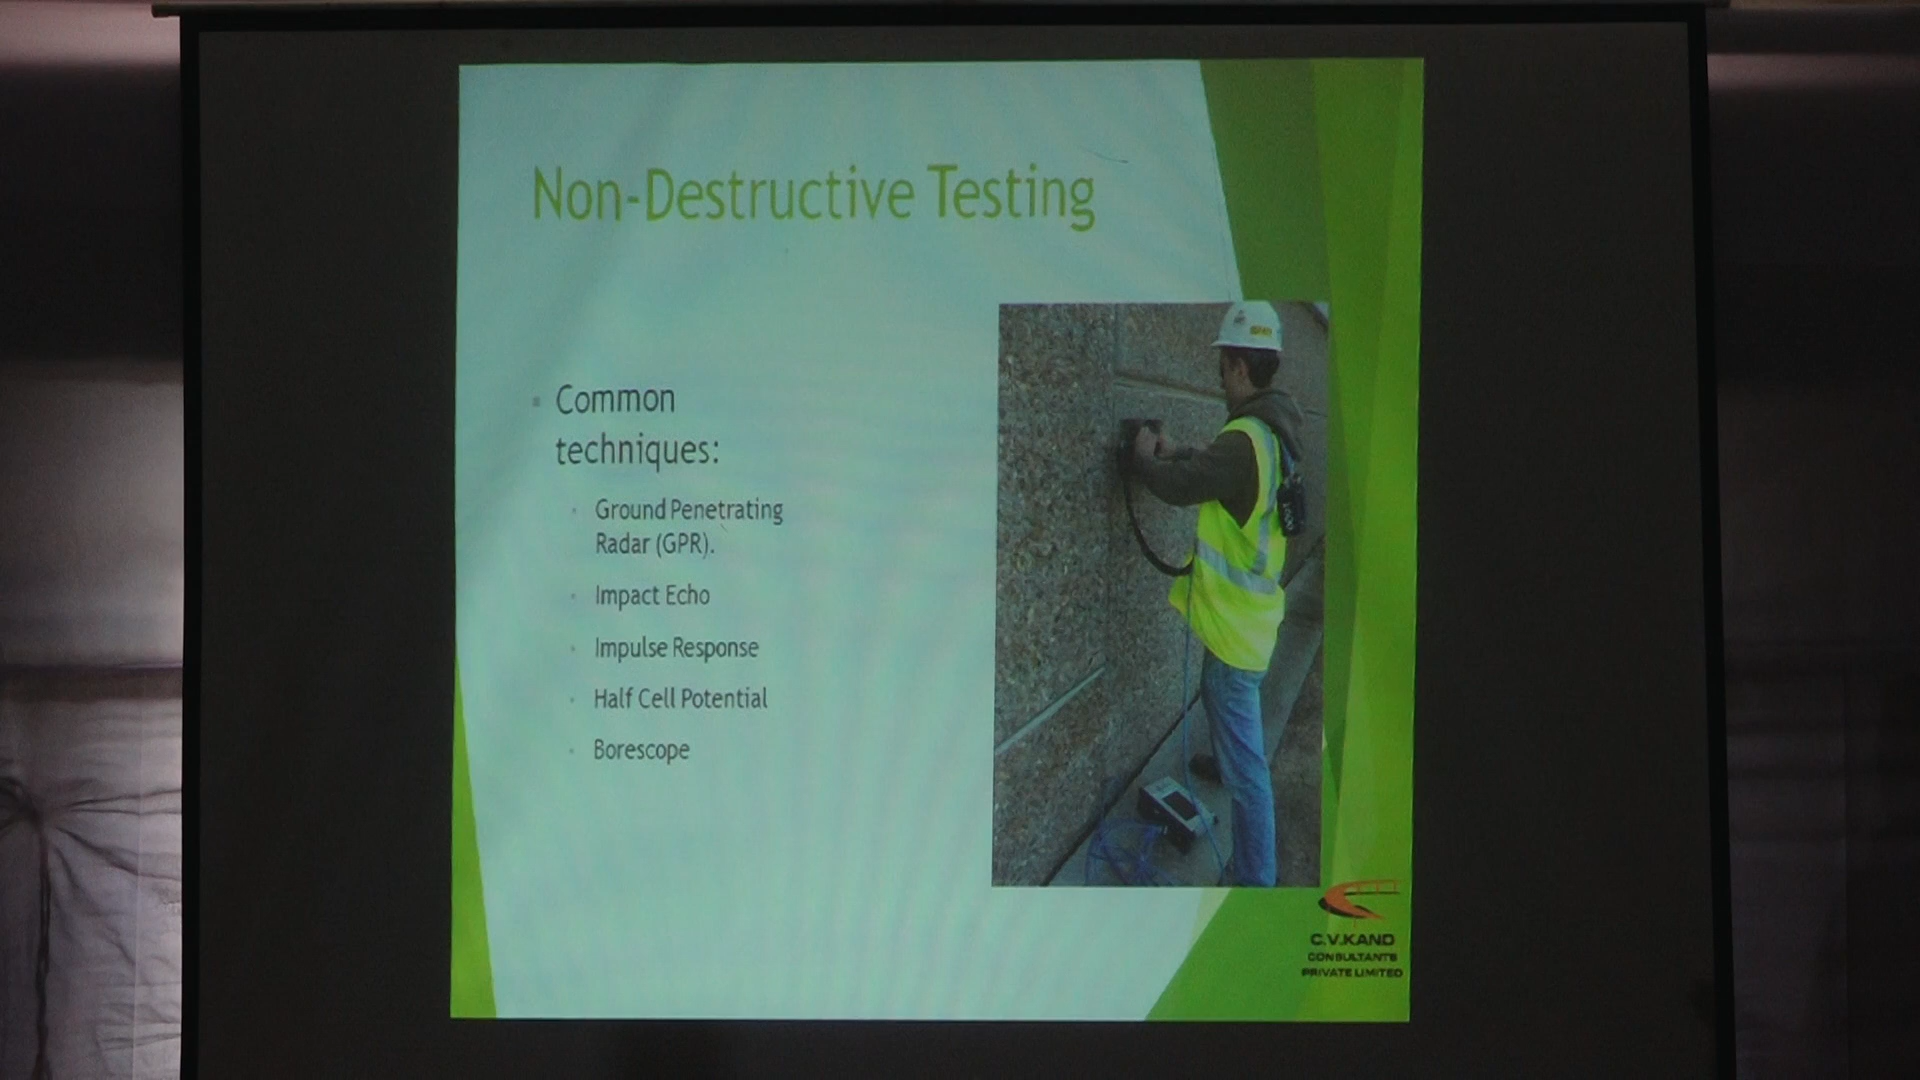 Non-Destructive Testing
Common
techniques:
Ground Penetrating
Radar (GPR).
Impact Echo
Impulse Response
Half Cell Potential
Borescope
C.V.KAND
CONSULTANTS
PRIVATE LIMITED